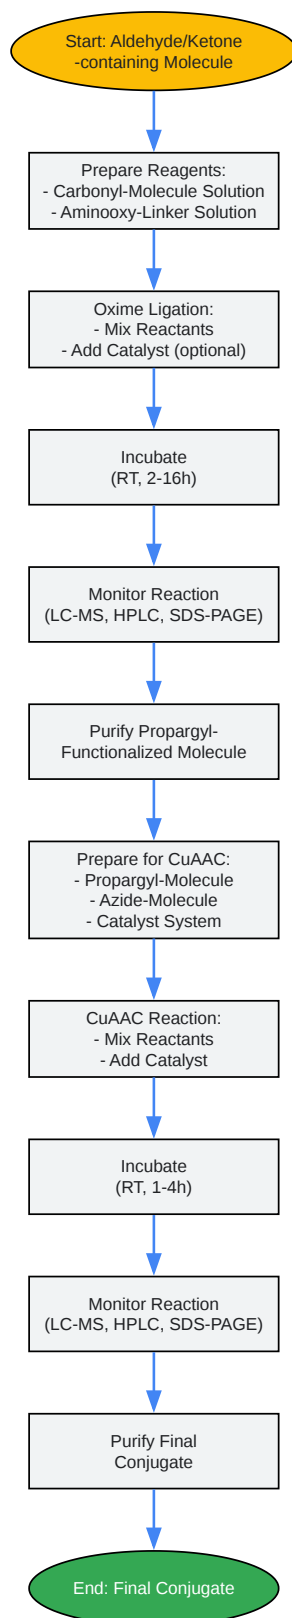 Start: Aldehyde/Ketone
-containing Molecule
Prepare Reagents:
- Carbonyl-Molecule Solution
- Aminooxy-Linker Solution
Oxime Ligation:
- Mix Reactants
- Add Catalyst (optional)
Incubate
(RT, 2-16h)
Monitor Reaction
(LC-MS, HPLC, SDS-PAGE)
Purify Propargyl-
Functionalized Molecule
Prepare for CuAAC:
- Propargyl-Molecule
- Azide-Molecule
- Catalyst System
CuAAC Reaction:
- Mix Reactants
- Add Catalyst
Incubate
(RT, 1-4h)
Monitor Reaction
(LC-MS, HPLC, SDS-PAGE)
Purify Final
Conjugate
End: Final Conjugate